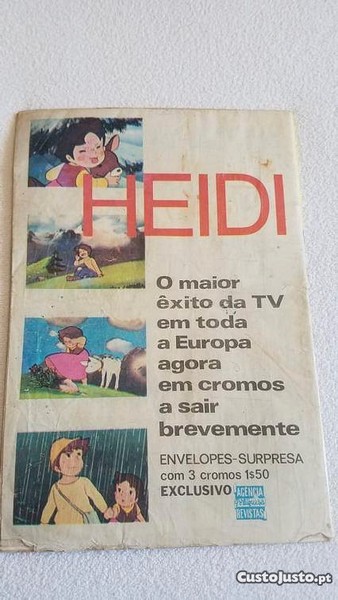 HEIDI
O maior
êxito da TV
em toda
a Europa
agora
em cromos
a sair
brevemente
ENVELOPES-SURPRESA
com 3 cromos 1$50
EXCLUSIVO
AGÊNCIA
REVISTAS
CustoJusto.pt